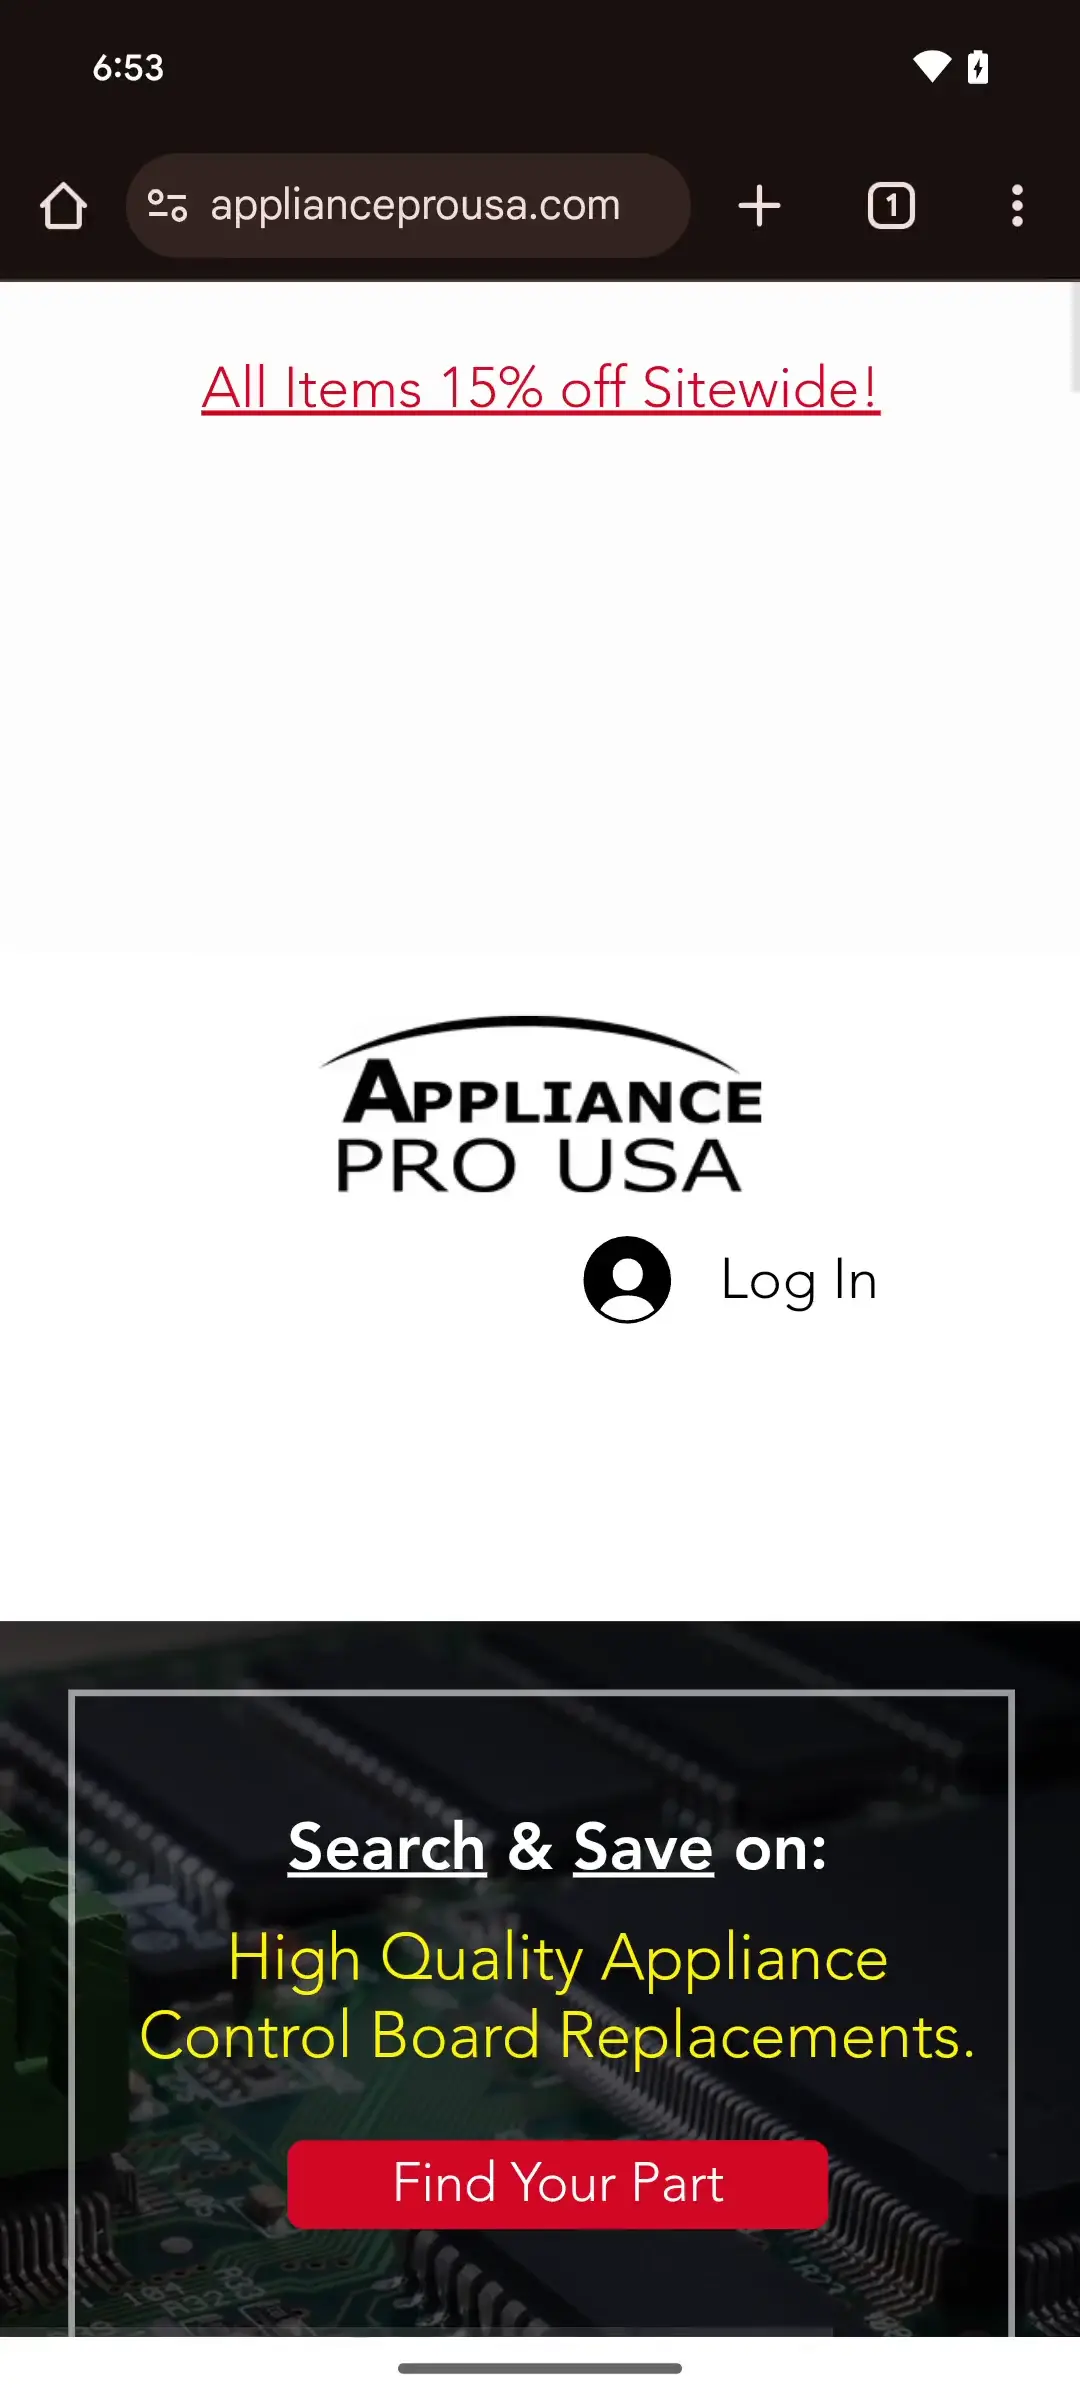 6:53
applianceprousa.com
1
All Items 15% off Sitewide!
APPLIANCE
PRO USA
Log In
Search & Save on:
High Quality Appliance
Control Board Replacements.
Find Your Part